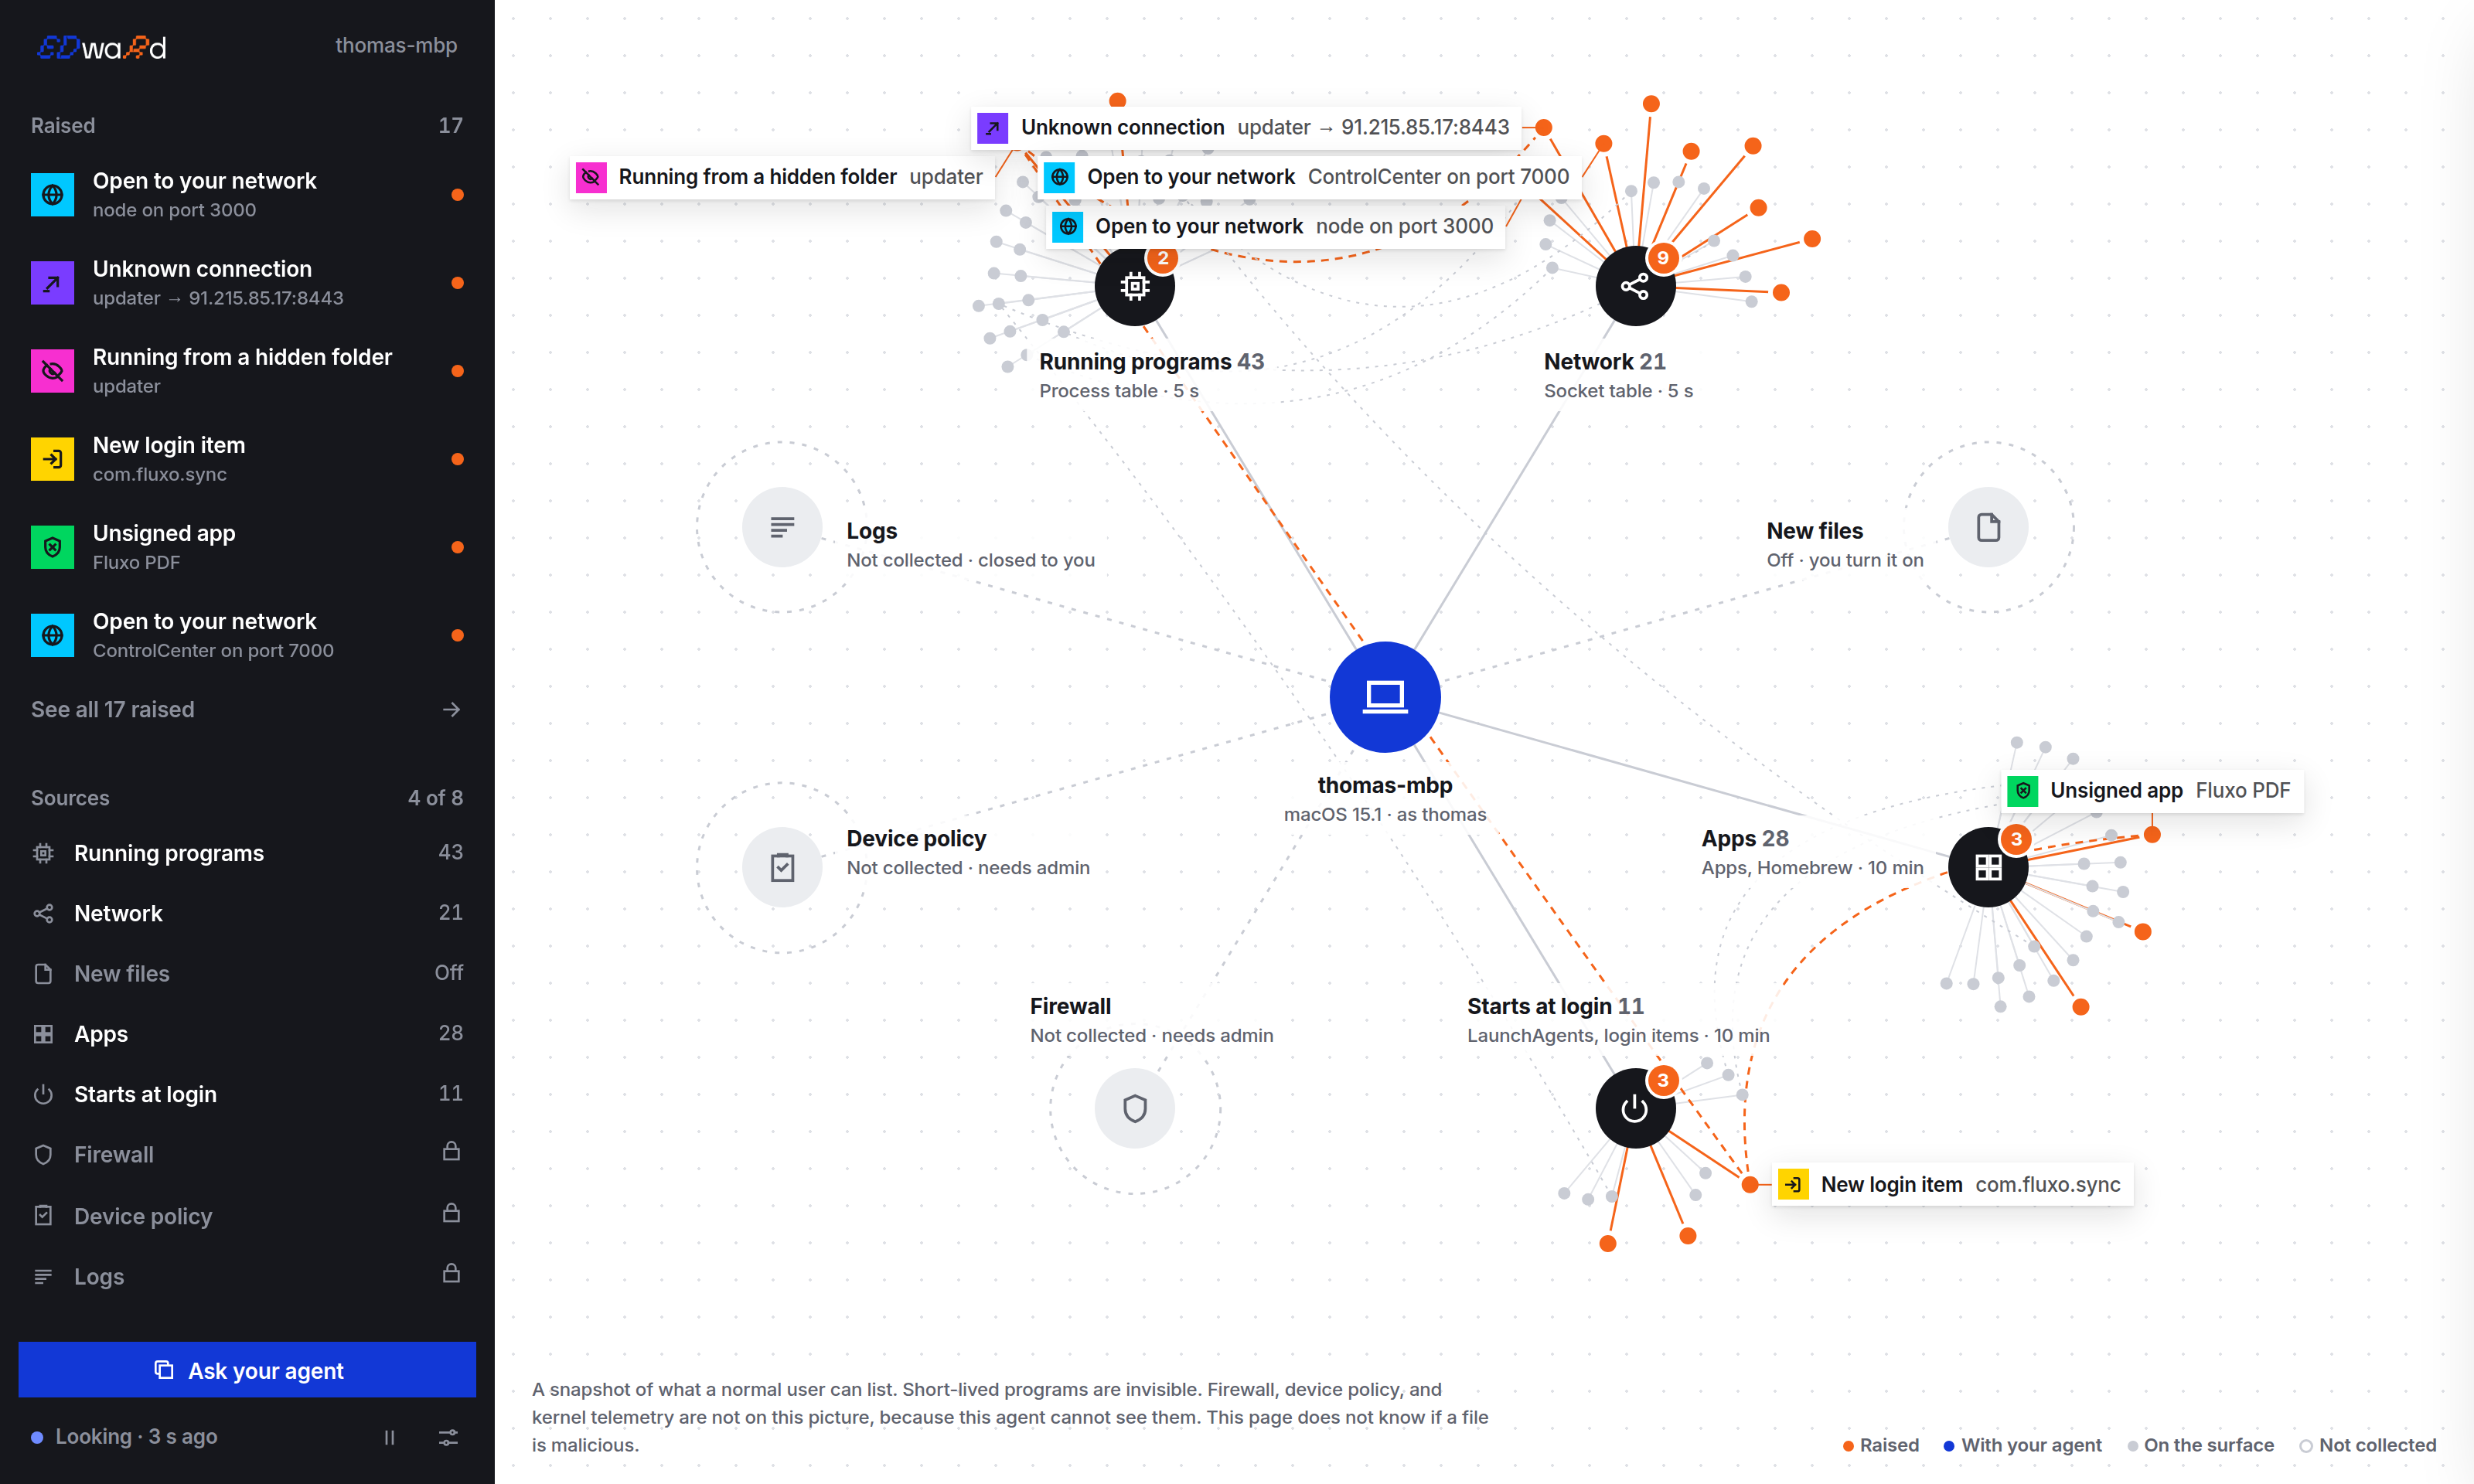 EDwaRd
thomas-mbp
Raised 17
Open to your network
node on port 3000
Unknown connection
updater → 91.215.85.17:8443
Running from a hidden folder
updater
New login item
com.fluxo.sync
Unsigned app
Fluxo PDF
Open to your network
ControlCenter on port 7000
See all 17 raised
Sources 4 of 8
Running programs 43
Network 21
New files Off
Apps 28
Starts at login 11
Firewall
Device policy
Logs
Ask your agent
Looking · 3 s ago
Unknown connection updater → 91.215.85.17:8443
Running from a hidden folder updater
Open to your network ControlCenter on port 7000
Open to your network node on port 3000
2
9
Running programs 43
Process table · 5 s
Network 21
Socket table · 5 s
Logs
Not collected · closed to you
New files
Off · you turn it on
thomas-mbp
macOS 15.1 · as thomas
Unsigned app Fluxo PDF
3
Device policy
Not collected · needs admin
Apps 28
Apps, Homebrew · 10 min
Firewall
Not collected · needs admin
Starts at login 11
LaunchAgents, login items · 10 min
3
New login item com.fluxo.sync
A snapshot of what a normal user can list. Short-lived programs are invisible. Firewall, device policy, and
kernel telemetry are not on this picture, because this agent cannot see them. This page does not know if a file
is malicious.
Raised With your agent On the surface Not collected